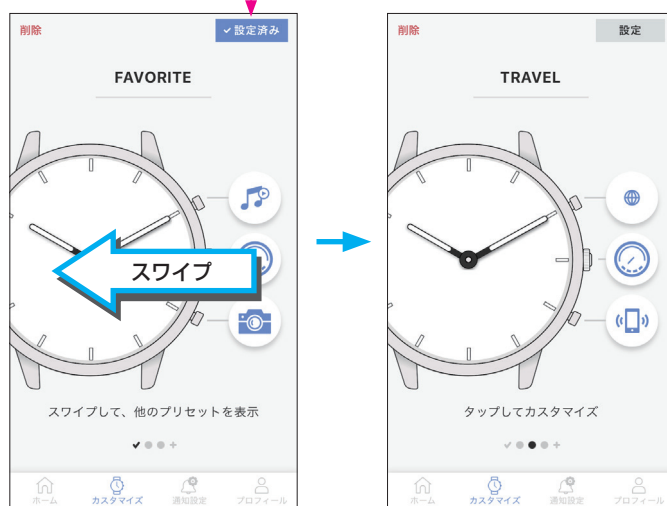 削除
✓設定済み
FAVORITE
スワイプ
スワイプして、他のプリセットを表示
ホーム
カスタマイズ
通知設定
プロフィール
削除
設定
TRAVEL
タップしてカスタマイズ
ホーム
カスタマイズ
通知設定
プロフィール